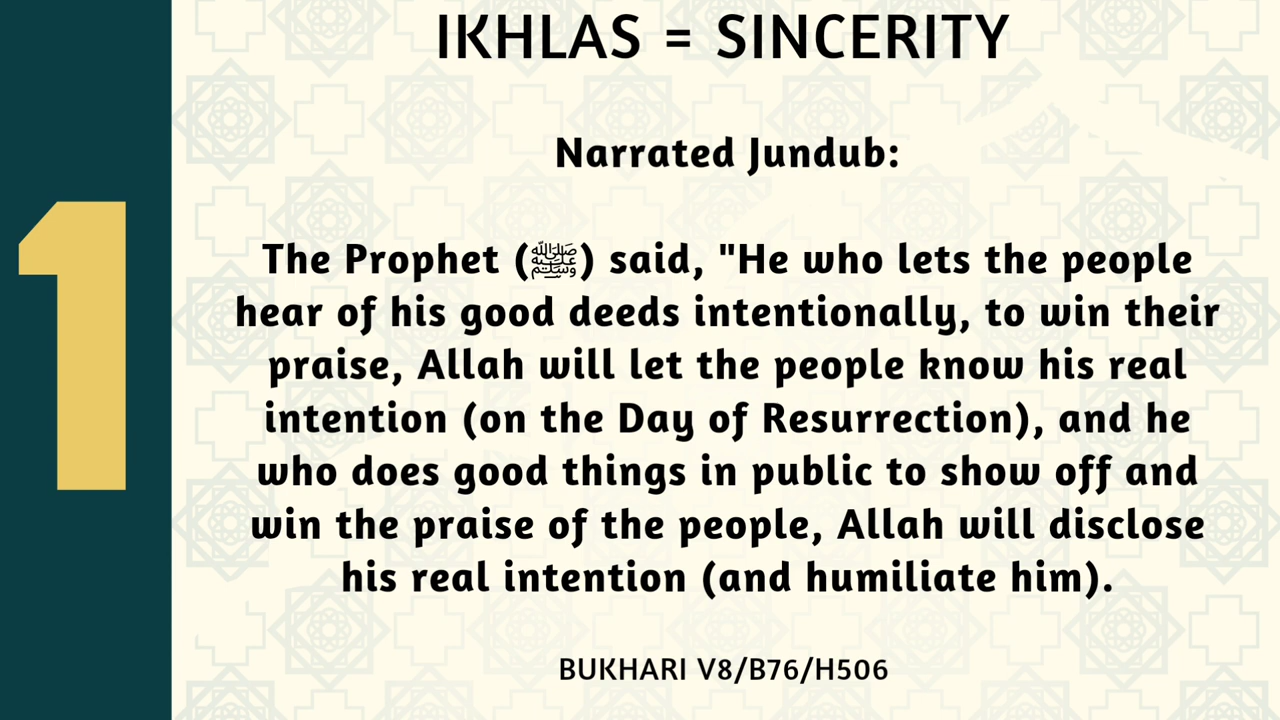 IKHLAS = SINCERITY
1
Narrated Jundub:
The Prophet (ﷺ) said, "He who lets the people
hear of his good deeds intentionally, to win their
praise, Allah will let the people know his real
intention (on the Day of Resurrection), and he
who does good things in public to show off and
win the praise of the people, Allah will disclose
his real intention (and humiliate him).
BUKHARI V8/B76/H506